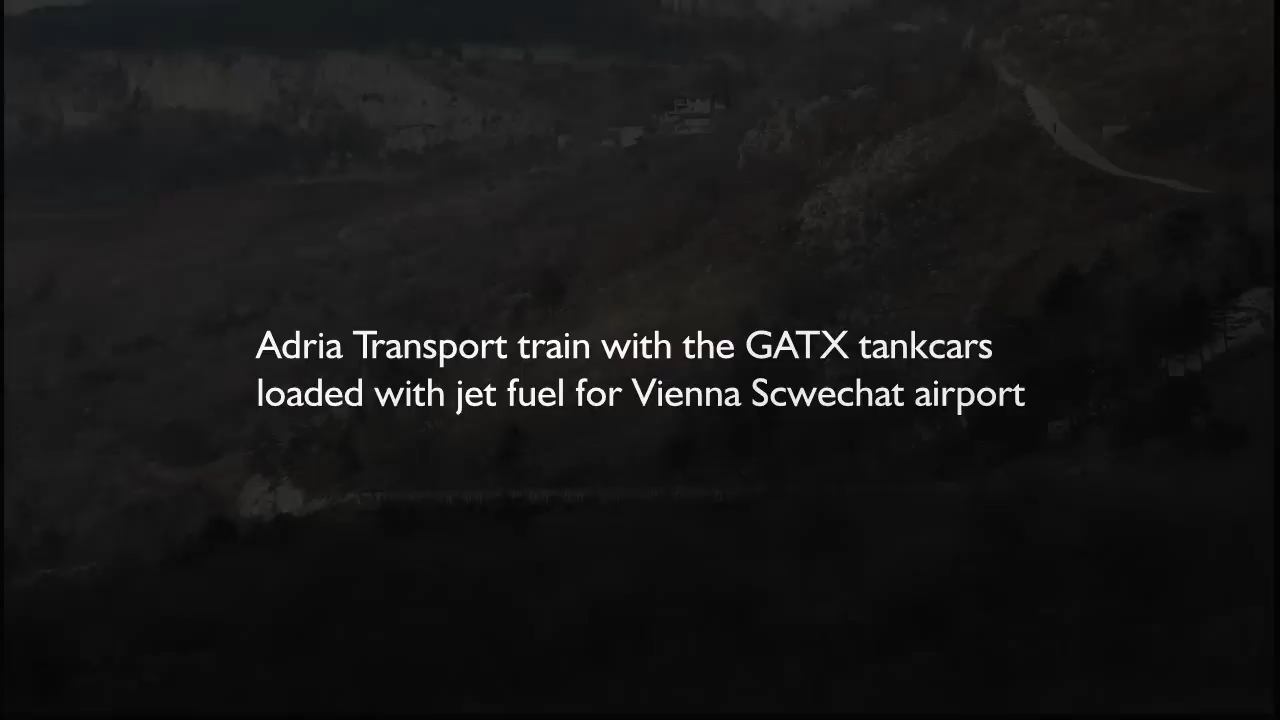 Adria Transport train with the GATX tankcars
loaded with jet fuel for Vienna Scwechat airport